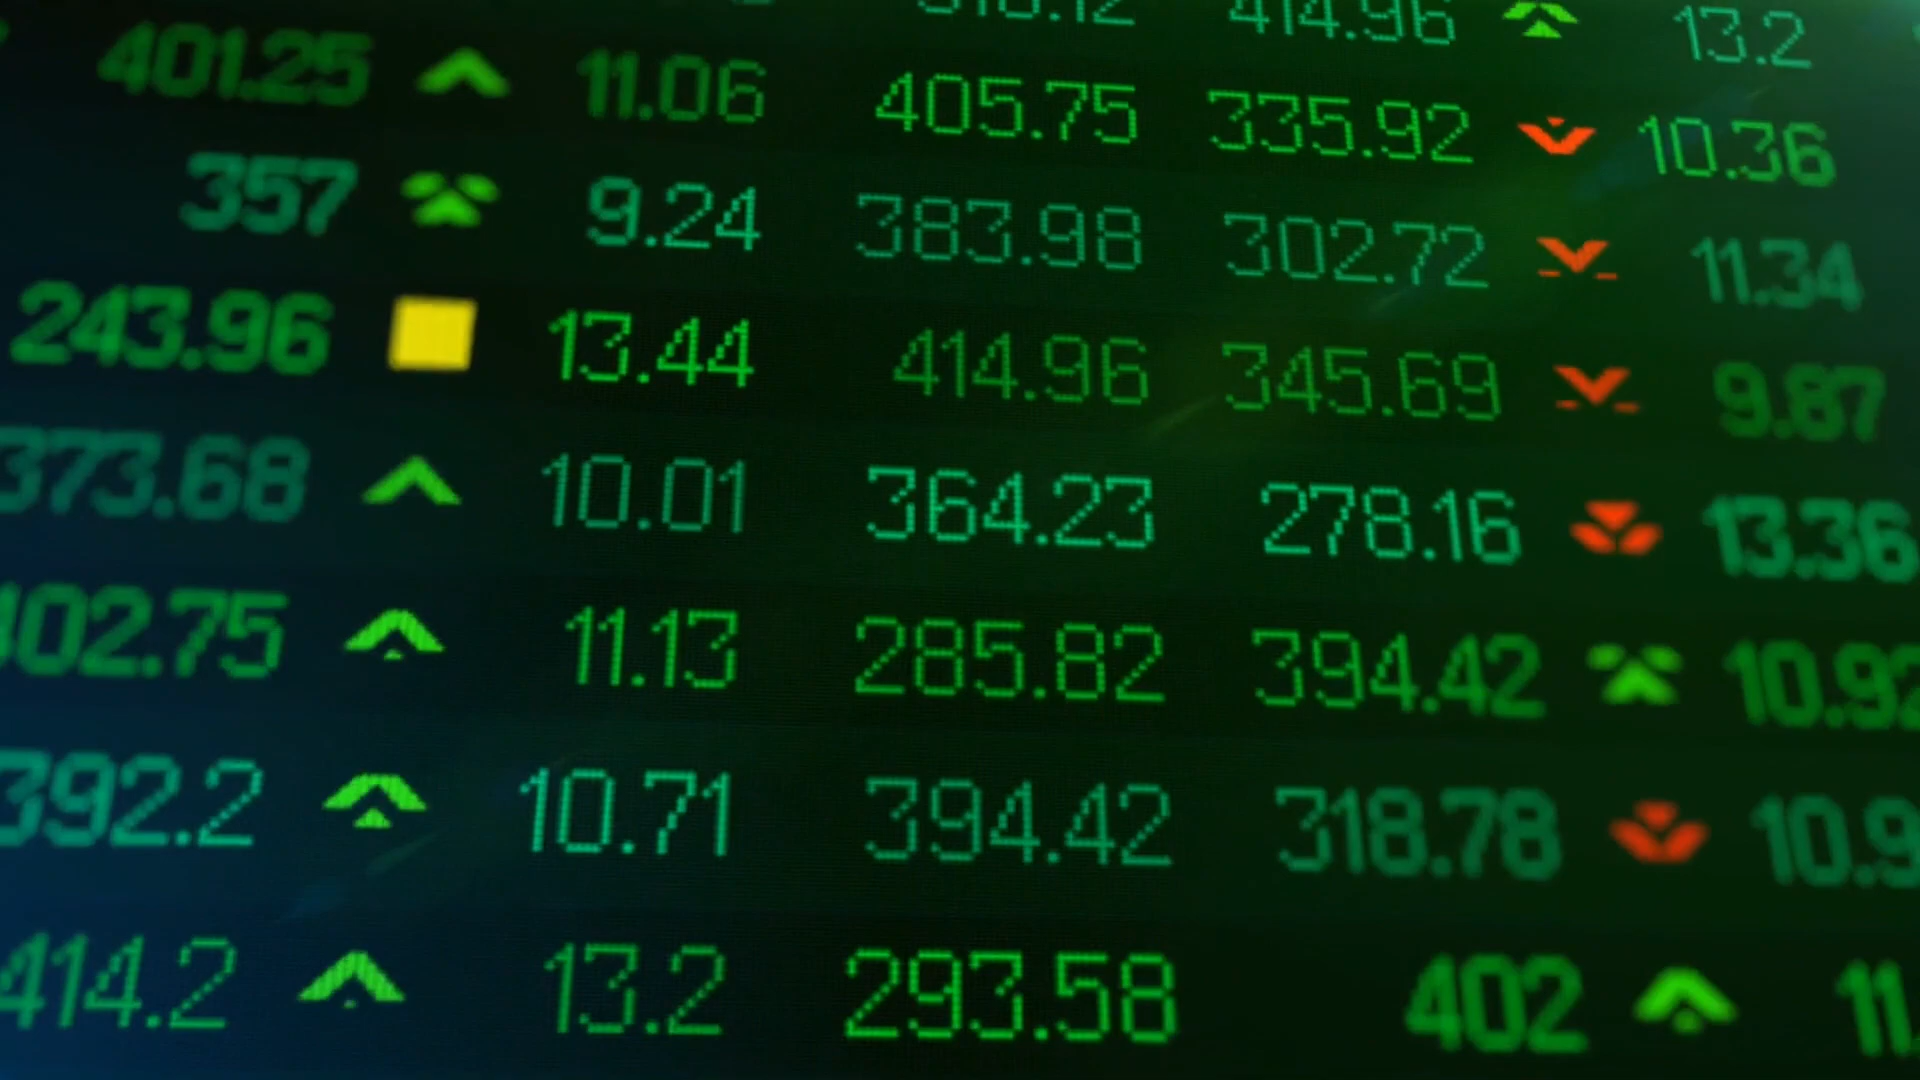 414.96 13.2
401.25 11.06 405.75 335.92 10.36
357 9.24 383.98 302.72 11.34
243.96 13.44 414.96 345.69 9.87
373.68 10.01 364.23 278.16 13.36
402.75 11.13 285.82 394.42 10.92
392.2 10.71 394.42 318.78 10.9
414.2 13.2 293.58 402 11.